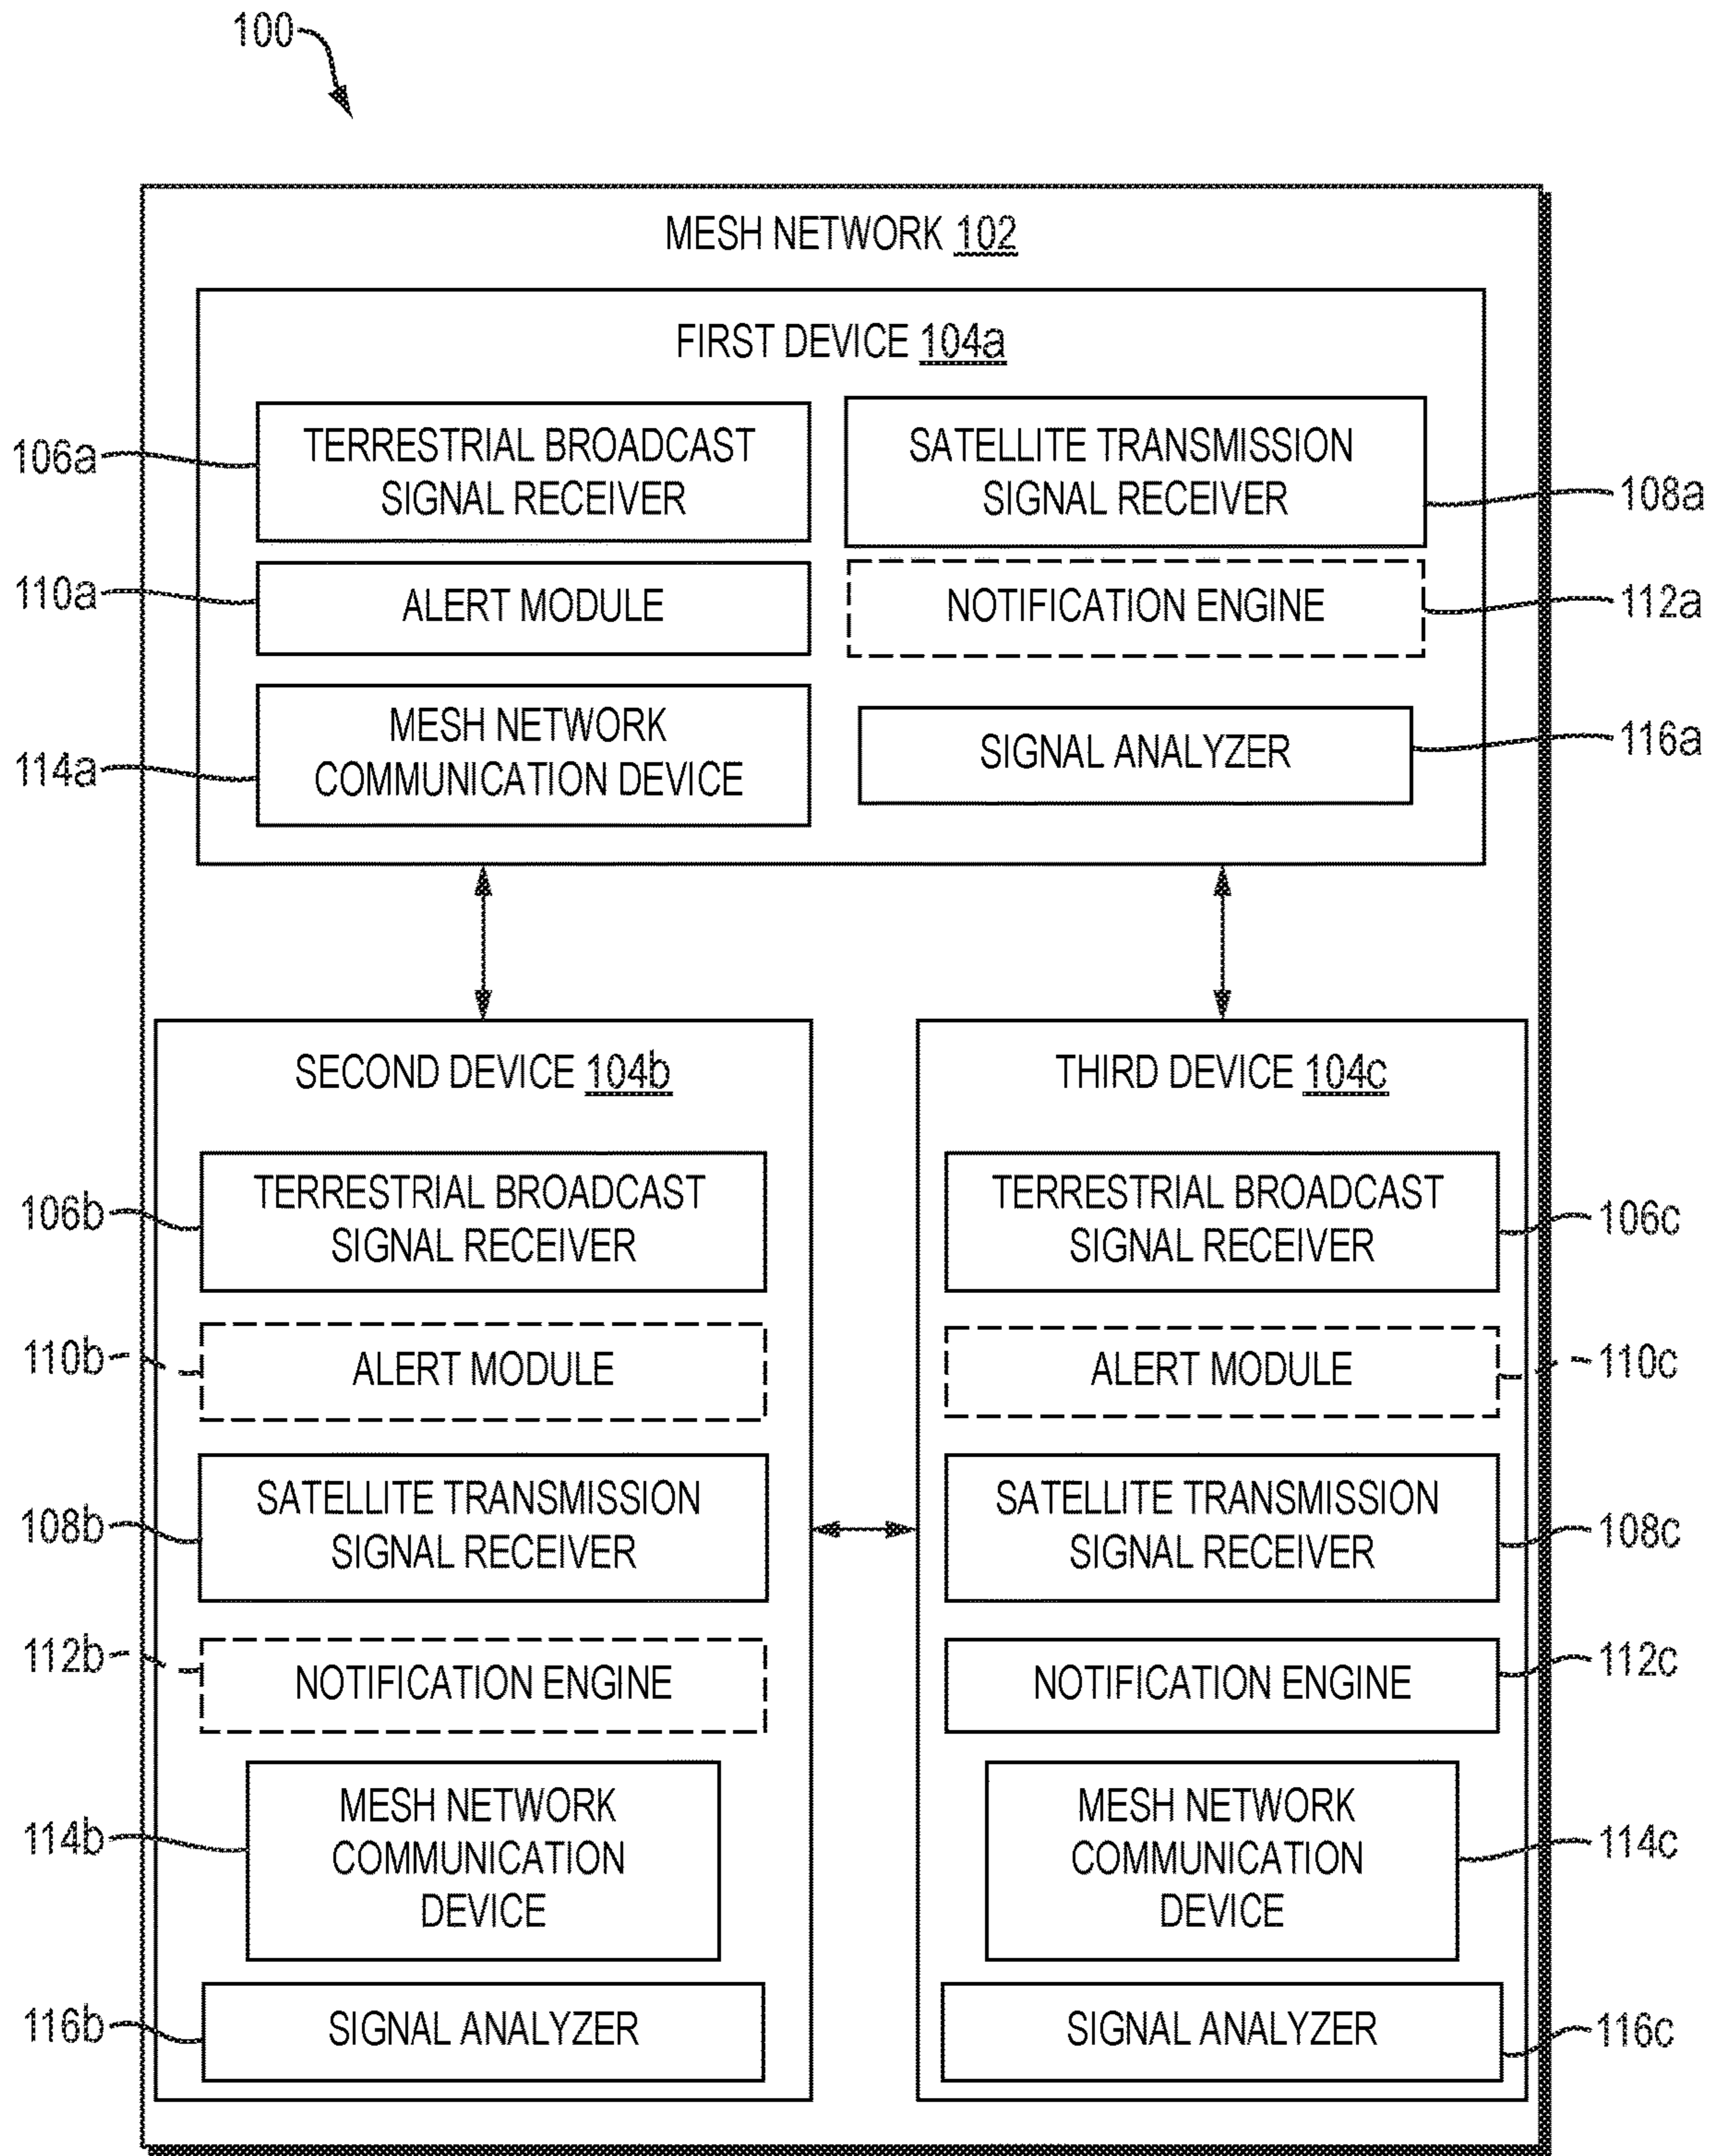 100
MESH NETWORK 102
FIRST DEVICE 104a
106a
TERRESTRIAL BROADCAST
SIGNAL RECEIVER
SATELLITE TRANSMISSION
SIGNAL RECEIVER
108a
110a
ALERT MODULE
NOTIFICATION ENGINE
112a
114a
MESH NETWORK
COMMUNICATION DEVICE
SIGNAL ANALYZER
116a
SECOND DEVICE 104b
106b
TERRESTRIAL BROADCAST
SIGNAL RECEIVER
110b
ALERT MODULE
108b
SATELLITE TRANSMISSION
SIGNAL RECEIVER
112b
NOTIFICATION ENGINE
114b
MESH NETWORK
COMMUNICATION
DEVICE
116b
SIGNAL ANALYZER
THIRD DEVICE 104c
TERRESTRIAL BROADCAST
SIGNAL RECEIVER
106c
ALERT MODULE
110c
SATELLITE TRANSMISSION
SIGNAL RECEIVER
108c
NOTIFICATION ENGINE
112c
MESH NETWORK
COMMUNICATION
DEVICE
114c
SIGNAL ANALYZER
116c